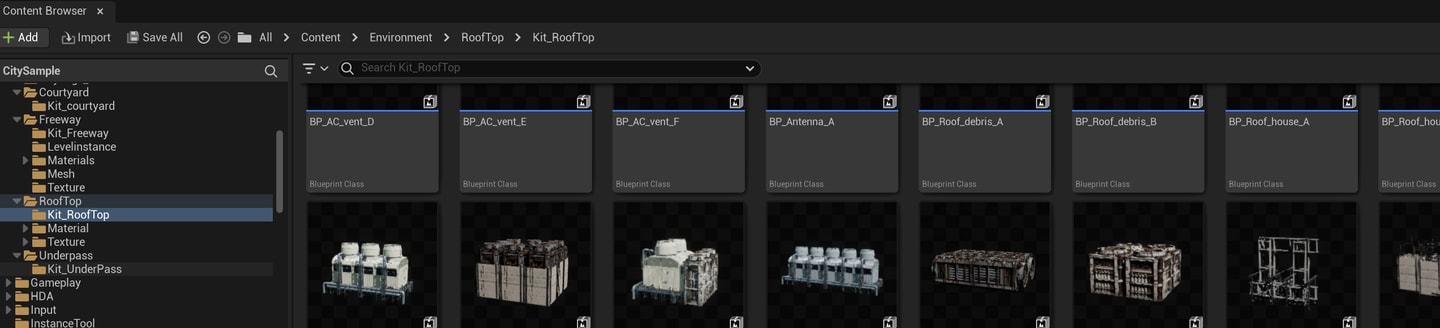 Content Browser
Add Import Save All All Content Environment RoofTop Kit_RoofTop
CitySample
Search Kit_RoofTop
Courtyard
Kit_courtyard
Freeway
Kit_Freeway
Levelinstance
Materials
Mesh
Texture
RoofTop
Kit_RoofTop
Material
Texture
Underpass
Kit_UnderPass
Gameplay
HDA
Input
InstanceTool
BP_AC_vent_D
Blueprint Class
BP_AC_vent_E
Blueprint Class
BP_AC_vent_F
Blueprint Class
BP_Antenna_A
Blueprint Class
BP_Roof_debris_A
Blueprint Class
BP_Roof_debris_B
Blueprint Class
BP_Roof_house_A
Blueprint Class
BP_Roof_hou
Blueprint Class